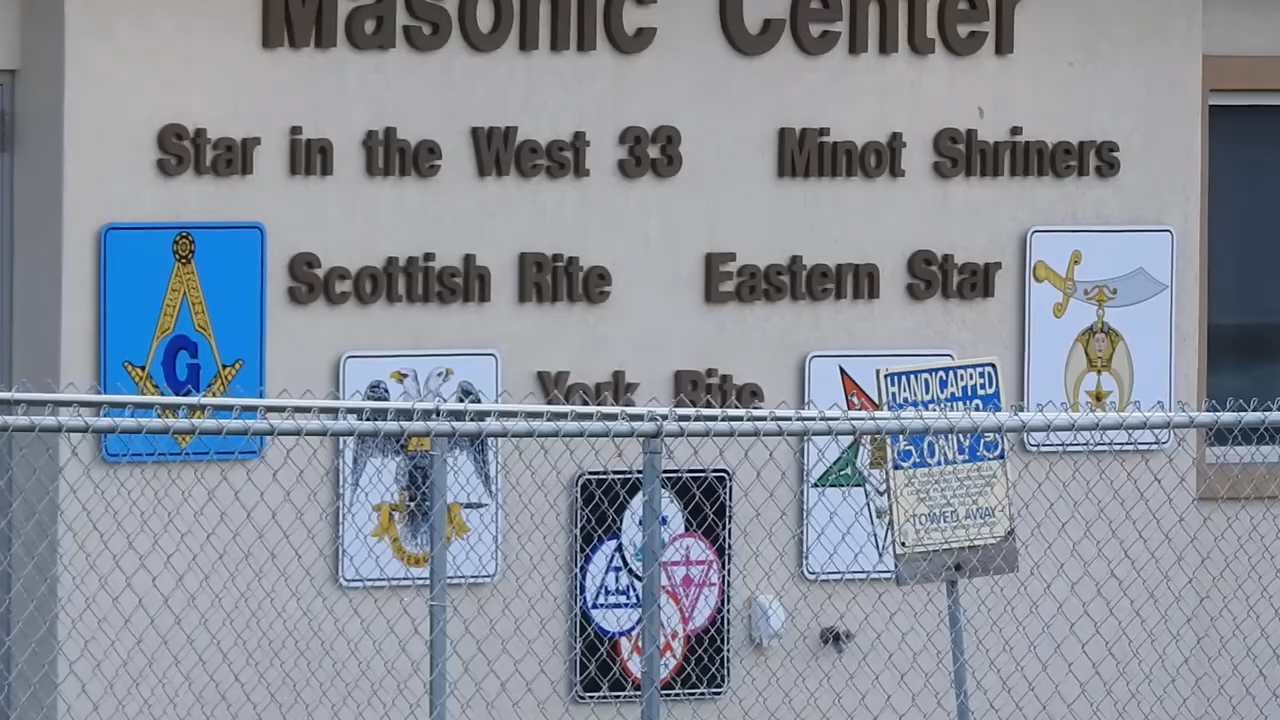 Masonic Center
Star in the West 33
Minot Shriners
Scottish Rite
Eastern Star
York Rite
G
HANDICAPPED
PARKING
ONLY
TOWED AWAY